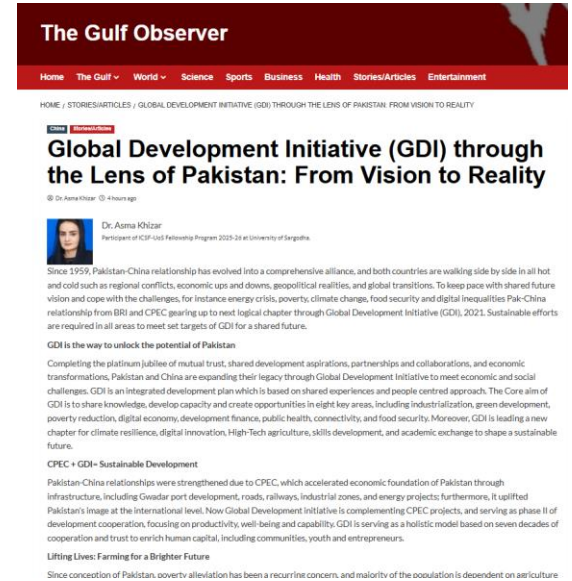 The Gulf Observer
Home The Gulf World Science Sports Business Health Stories/Articles Entertainment
HOME / STORIES/ARTICLES / GLOBAL DEVELOPMENT INITIATIVE (GDI) THROUGH THE LENS OF PAKISTAN: FROM VISION TO REALITY
China Stories/Articles
Global Development Initiative (GDI) through
the Lens of Pakistan: From Vision to Reality
Dr. Asma Khizar 4 hours ago
Dr. Asma Khizar
Participant of ICSF-UoS Fellowship Program 2025-26 at University of Sargodha.
Since 1959, Pakistan-China relationship has evolved into a comprehensive alliance, and both countries are walking side by side in all hot
and cold such as regional conflicts, economic ups and downs, geopolitical realities, and global transitions. To keep pace with shared future
vision and cope with the challenges, for instance energy crisis, poverty, climate change, food security and digital inequalities Pak-China
relationship from BRI and CPEC gearing up to next logical chapter through Global Development Initiative (GDI), 2021. Sustainable efforts
are required in all areas to meet set targets of GDI for a shared future.
GDI is the way to unlock the potential of Pakistan
Completing the platinum jubilee of mutual trust, shared development aspirations, partnerships and collaborations, and economic
transformations, Pakistan and China are expanding their legacy through Global Development Initiative to meet economic and social
challenges. GDI is an integrated development plan which is based on shared experiences and people centred approach. The Core aim of
GDI is to share knowledge, develop capacity and create opportunities in eight key areas, including industrialization, green development,
poverty reduction, digital economy, development finance, public health, connectivity, and food security. Moreover, GDI is leading a new
chapter for climate resilience, digital innovation, High-Tech agriculture, skills development, and academic exchange to shape a sustainable
future.
CPEC + GDI= Sustainable Development
Pakistan-China relationships were strengthened due to CPEC, which accelerated economic foundation of Pakistan through
infrastructure, including Gwadar port development, roads, railways, industrial zones, and energy projects; furthermore, it uplifted
Pakistan's image at the international level. Now Global Development initiative is complementing CPEC projects, and serving as phase II of
development cooperation, focusing on productivity, well-being and capability. GDI is serving as a holistic model based on seven decades of
cooperation and trust to enrich human capital, including communities, youth and entrepreneurs.
Lifting Lives: Farming for a Brighter Future
Since conception of Pakistan, poverty alleviation has been a recurring concern, and majority of the population is dependent on agriculture